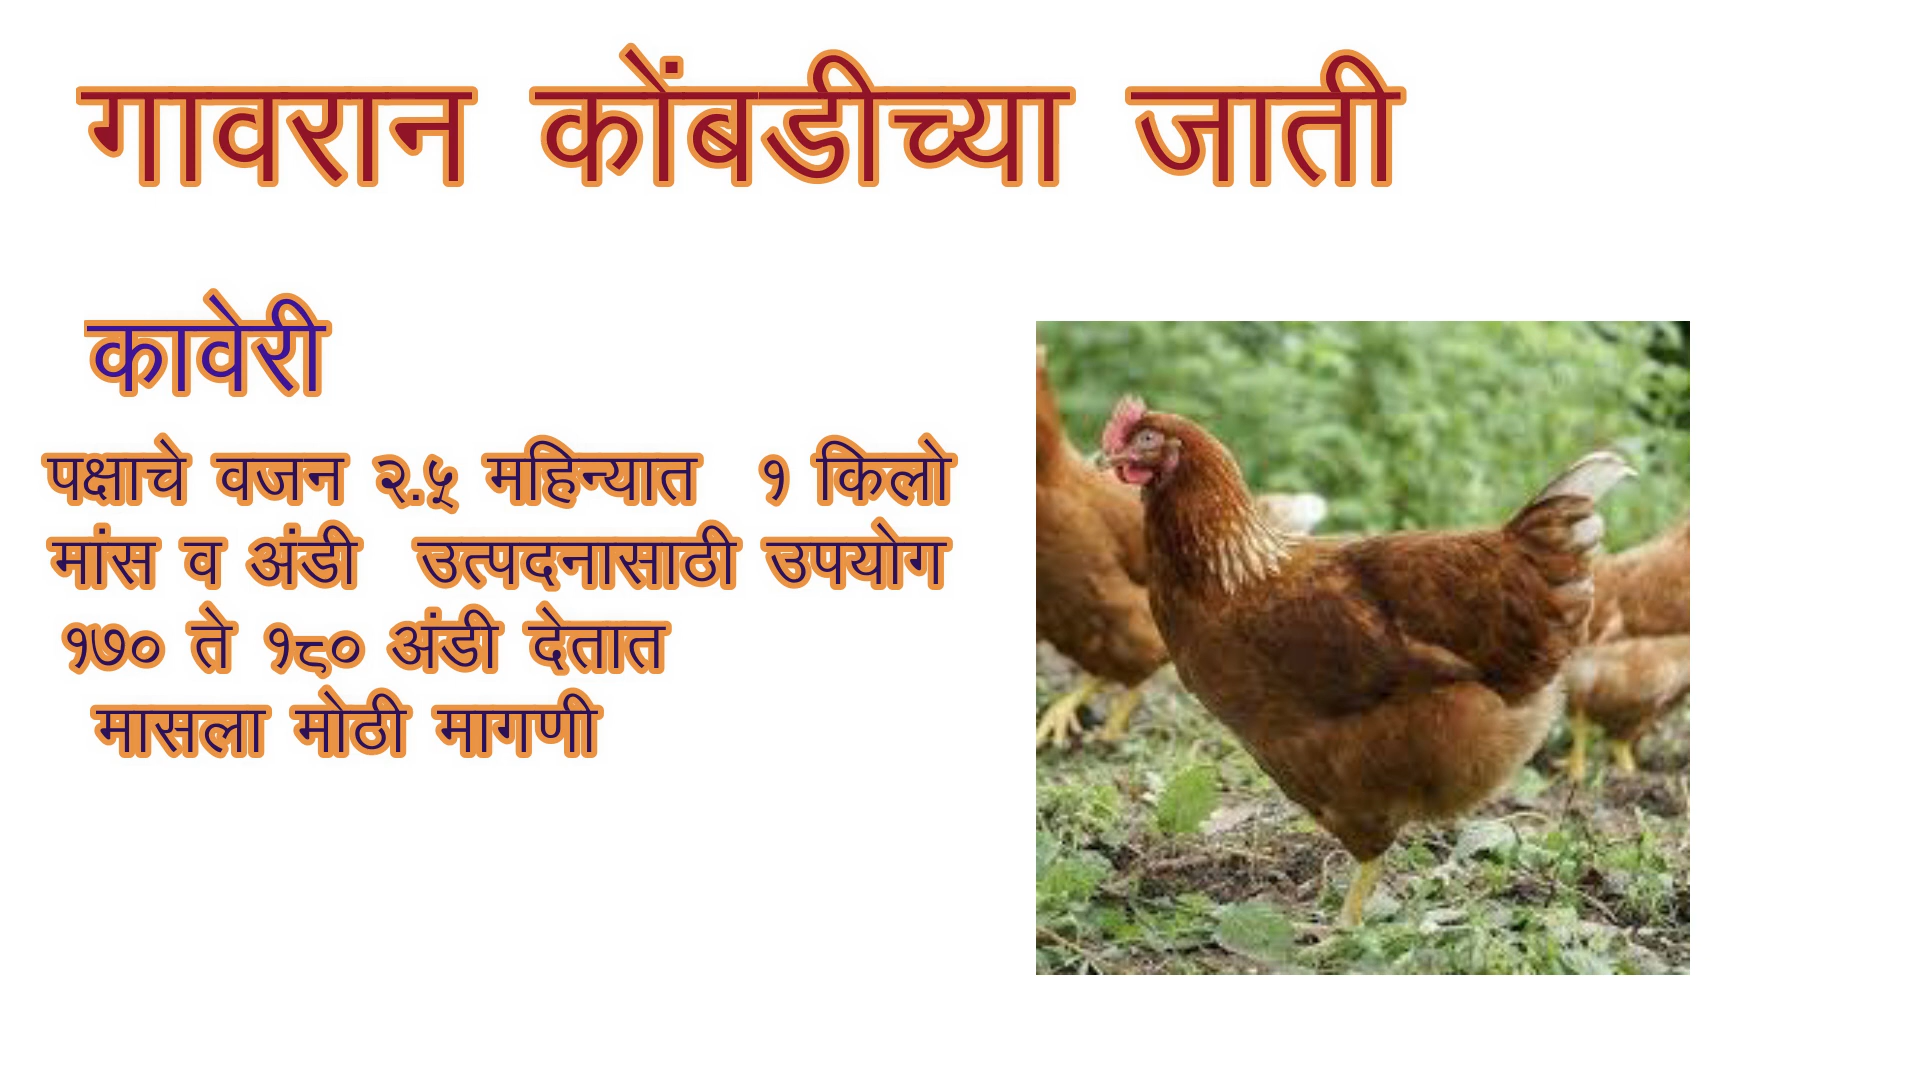 गावरान कोंबडीच्या जाती
कावेरी
पक्षाचे वजन २.५ महिन्यात १ किलो
मांस व अंडी उत्पदनासाठी उपयोग
१७० ते १८० अंडी देतात
मासला मोठी मागणी